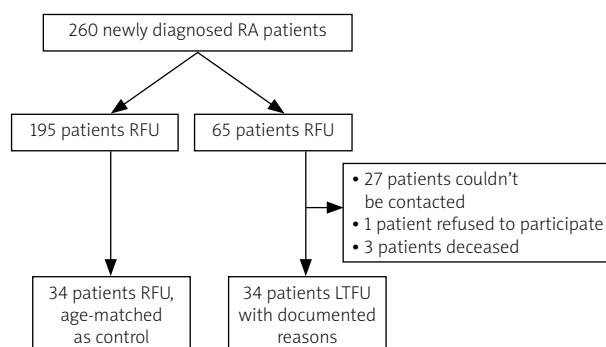 260 newly diagnosed RA patients
195 patients RFU
65 patients RFU
• 27 patients couldn't
be contacted
• 1 patient refused to participate
• 3 patients deceased
34 patients RFU,
age-matched
as control
34 patients LTFU
with documented
reasons